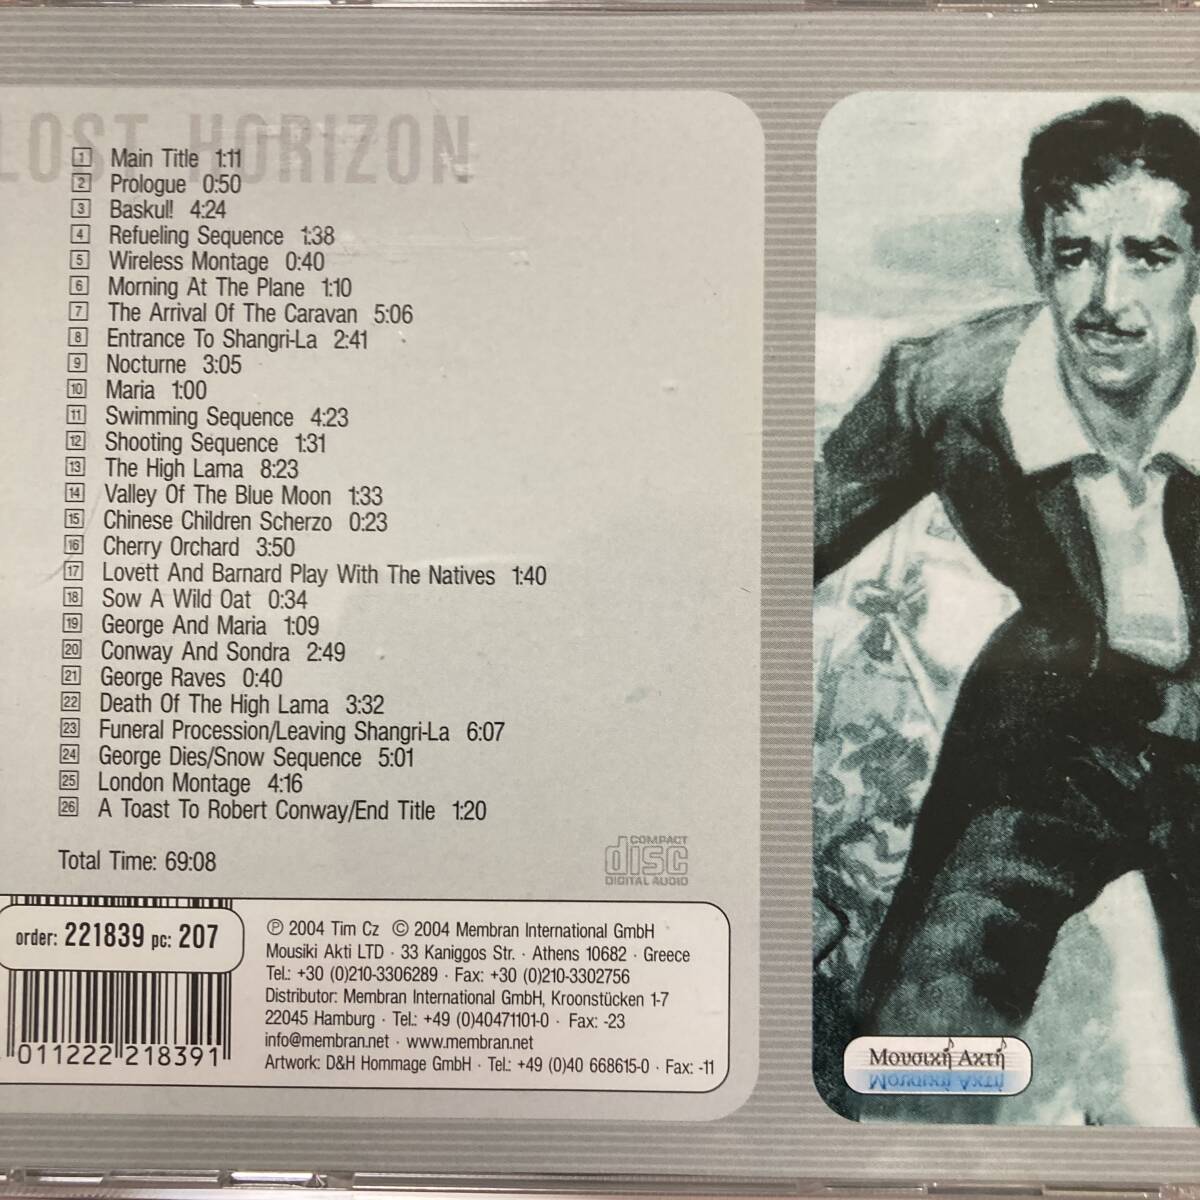 LOST HORIZON
1 Main Title 1:11
2 Prologue 0:50
3 Baskul! 4:24
4 Refueling Sequence 1:38
5 Wireless Montage 0:40
6 Morning At The Plane 1:10
7 The Arrival Of The Caravan 5:06
8 Entrance To Shangri-La 2:41
9 Nocturne 3:05
10 Maria 1:00
11 Swimming Sequence 4:23
12 Shooting Sequence 1:31
13 The High Lama 8:23
14 Valley Of The Blue Moon 1:33
15 Chinese Children Scherzo 0:23
16 Cherry Orchard 3:50
17 Lovett And Barnard Play With The Natives 1:40
18 Sow A Wild Oat 0:34
19 George And Maria 1:09
20 Conway And Sondra 2:49
21 George Raves 0:40
22 Death Of The High Lama 3:32
23 Funeral Procession/Leaving Shangri-La 6:07
24 George Dies/Snow Sequence 5:01
25 London Montage 4:16
26 A Toast To Robert Conway/End Title 1:20
Total Time: 69:08
COMPACT
disc
DIGITAL AUDIO
order: 221839 pc: 207
011222 218391
℗ 2004 Tim Cz © 2004 Membran International GmbH
Mousiki Akti LTD · 33 Kaniggos Str. · Athens 10682 · Greece
Tel.: +30 (0)210-3306289 · Fax: +30 (0)210-3302756
Distributor: Membran International GmbH, Kroonstücken 1-7
22045 Hamburg · Tel.: +49 (0)40471101-0 · Fax: -23
info@membran.net · www.membran.net
Artwork: D&H Hommage GmbH · Tel.: +49 (0)40 668615-0 · Fax: -11
Μουσική Ακτή